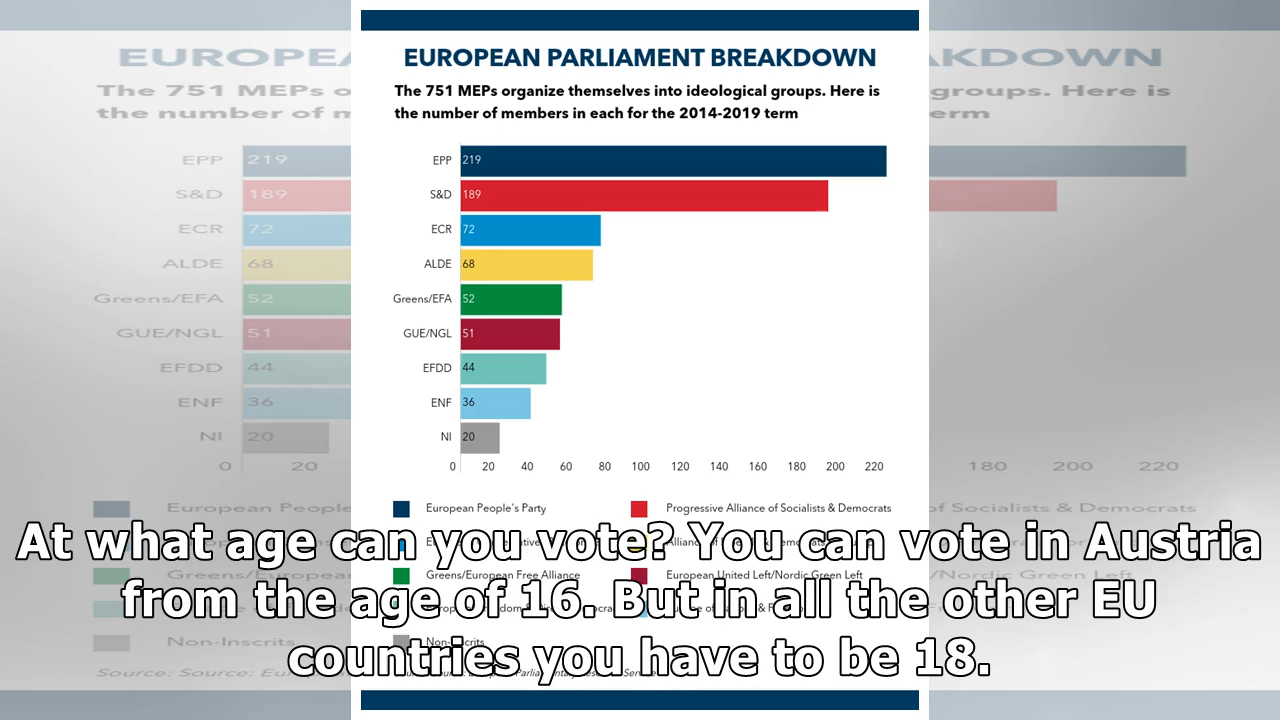 EUROPEAN PARLIAMENT BREAKDOWN
The 751 MEPs organize themselves into ideological groups. Here is
the number of members in each for the 2014-2019 term
EPP 219
S&D 189
ECR 72
ALDE 68
Greens/EFA 52
GUE/NGL 51
EFDD 44
ENF 36
NI 20
0 20 40 60 80 100 120 140 160 180 200 220
European People's Party
Progressive Alliance of Socialists & Democrats
Greens/European Free Alliance
European United Left/Nordic Green Left
At what age can you vote? You can vote in Austria
from the age of 16. But in all the other EU
countries you have to be 18.